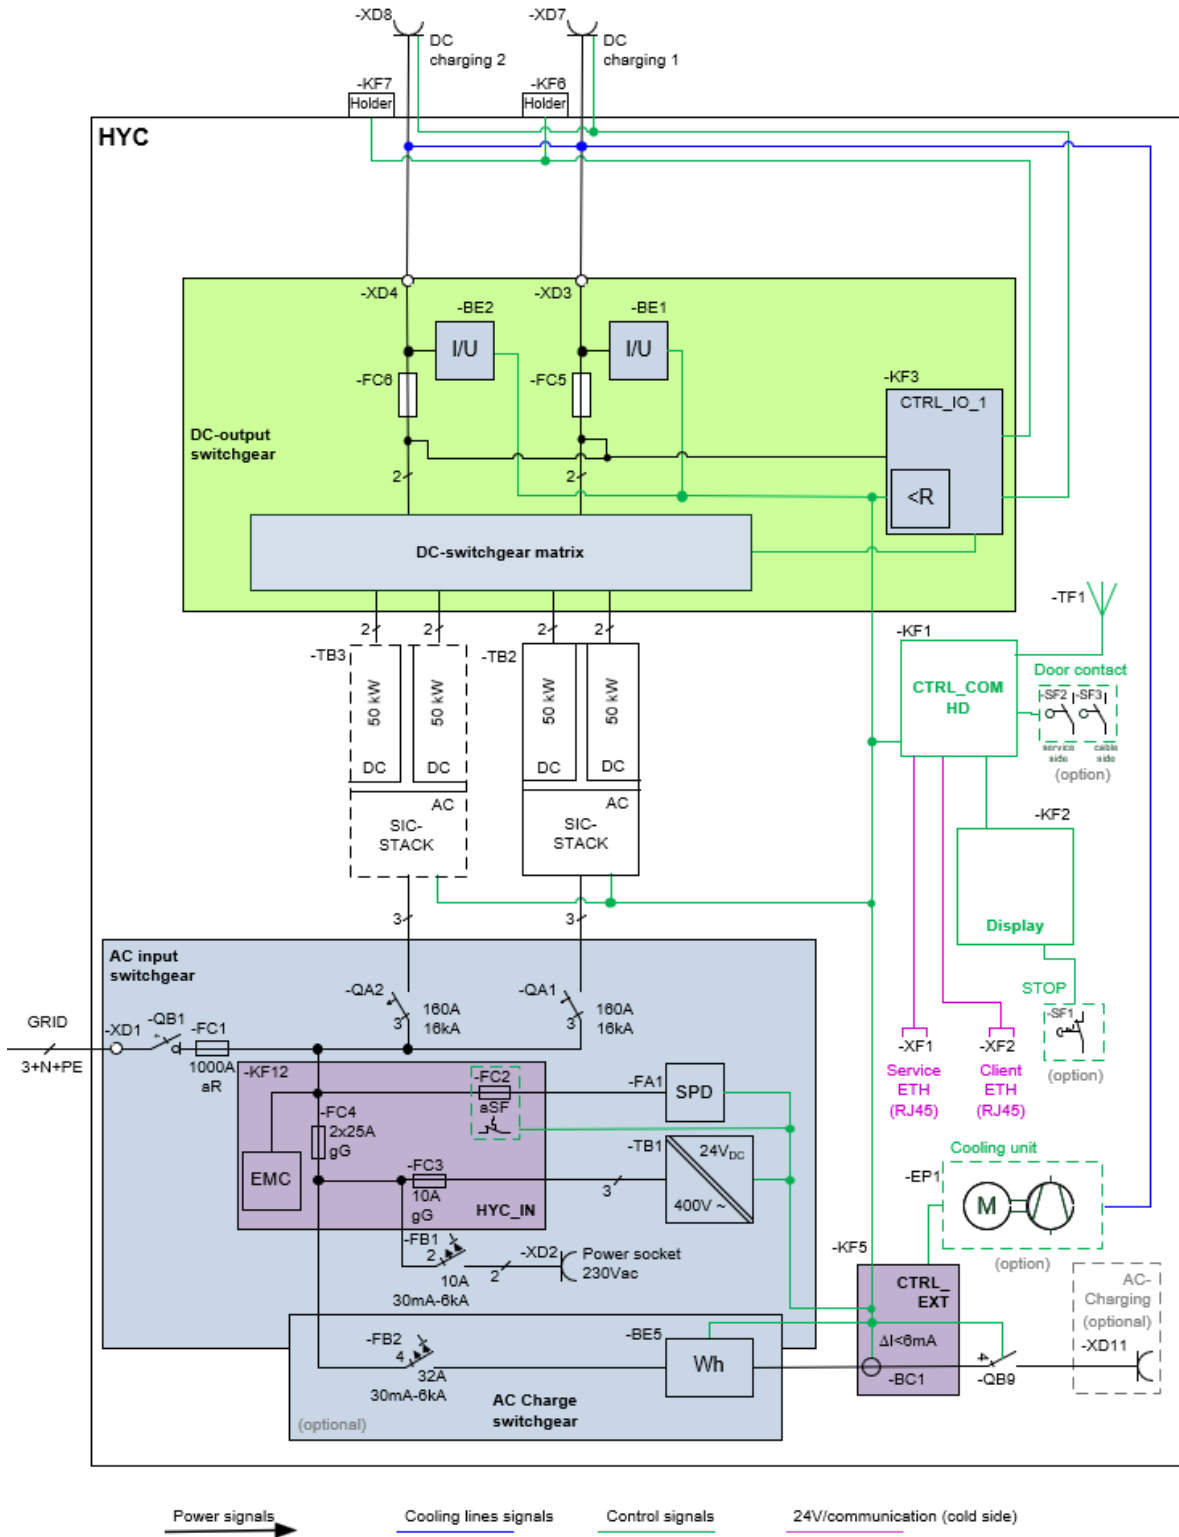 -XD8
DC
charging 2
-XD7
DC
charging 1
-KF7
Holder
-KF6
Holder
HYC
-XD4
-XD3
-BE2
I/U
-BE1
I/U
-FC6
-FC5
-KF3
CTRL_IO_1
<R
DC-output
switchgear
2
2
DC-switchgear matrix
2
2
2
2
-TB3
50 kW
50 kW
DC
DC
AC
SIC-
STACK
-TB2
50 kW
50 kW
DC
DC
AC
SIC-
STACK
-TF1
-KF1
CTRL_COM
HD
Door contact
-SF2
-SF3
service
side
cable
side
(option)
-KF2
Display
STOP
-SF1
(option)
3
3
AC input
switchgear
-QA2
160A
16kA
3
-QA1
160A
16kA
3
GRID
3+N+PE
-XD1
-QB1
-FC1
1000A
aR
-KF12
-FC2
aSF
-FA1
SPD
-FC4
2x25A
gG
EMC
-FC3
10A
gG
HYC_IN
3
-TB1
24VDC
400V ~
-FB1
2
10A
30mA-6kA
-XD2
2
Power socket
230Vac
-XF1
Service
ETH
(RJ45)
-XF2
Client
ETH
(RJ45)
Cooling unit
-EP1
M
(option)
-KF5
CTRL_
EXT
ΔI<6mA
-BC1
4
-QB9
AC-
Charging
(optional)
-XD11
-FB2
4
32A
30mA-6kA
-BE5
Wh
AC Charge
switchgear
(optional)
Power signals
Cooling lines signals
Control signals
24V/communication (cold side)